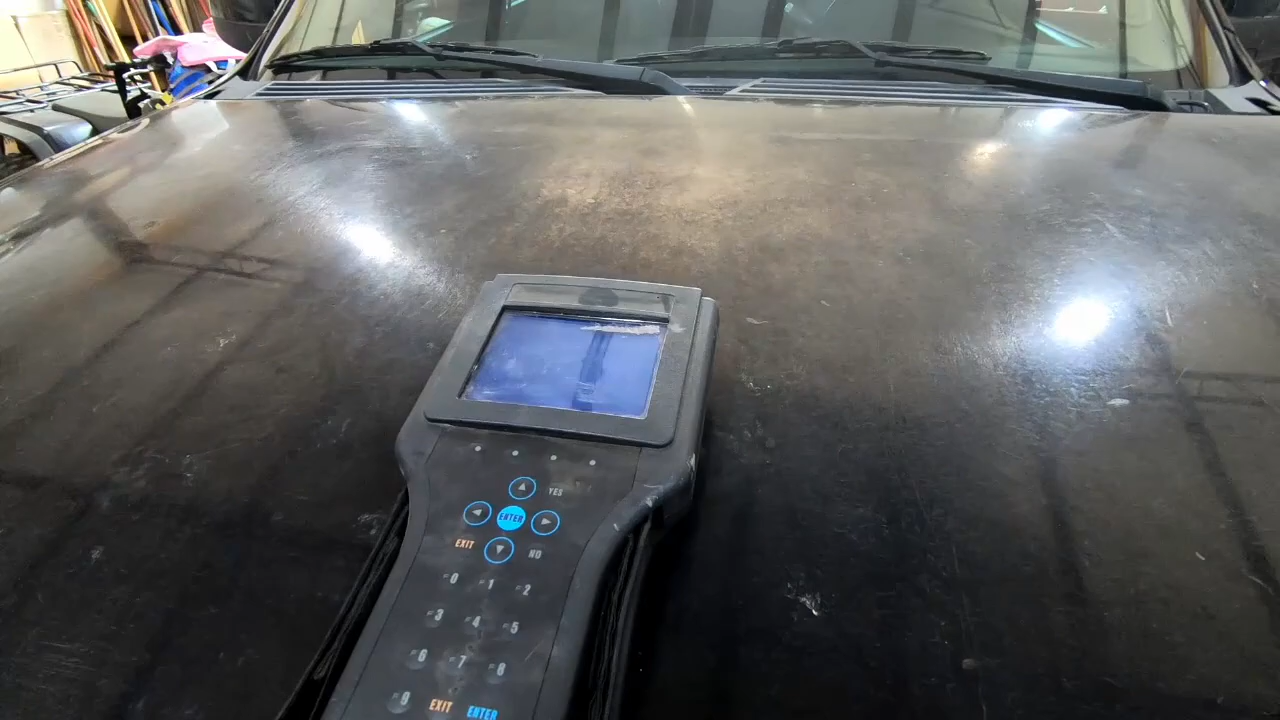 YES
ENTER
EXIT
NO
0 1 2
3 4 5
6 7 8
9 EXIT ENTER